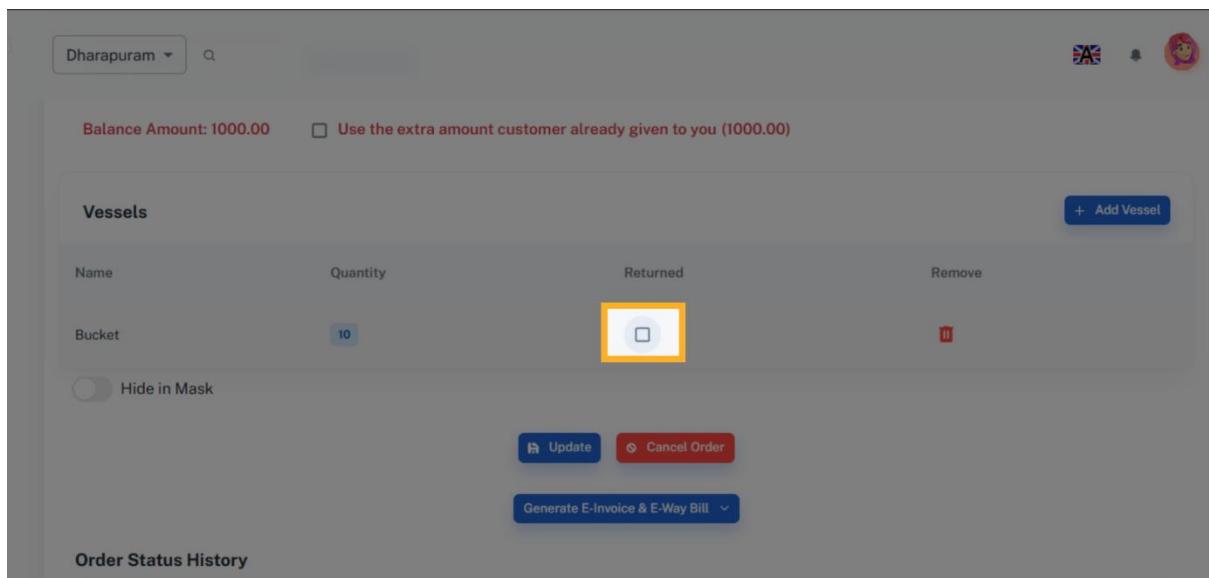 Dharapuram
A
Balance Amount: 1000.00 Use the extra amount customer already given to you (1000.00)
Vessels + Add Vessel
Name Quantity Returned Remove
Bucket 10
Hide in Mask
Update Cancel Order
Generate E-Invoice & E-Way Bill
Order Status History